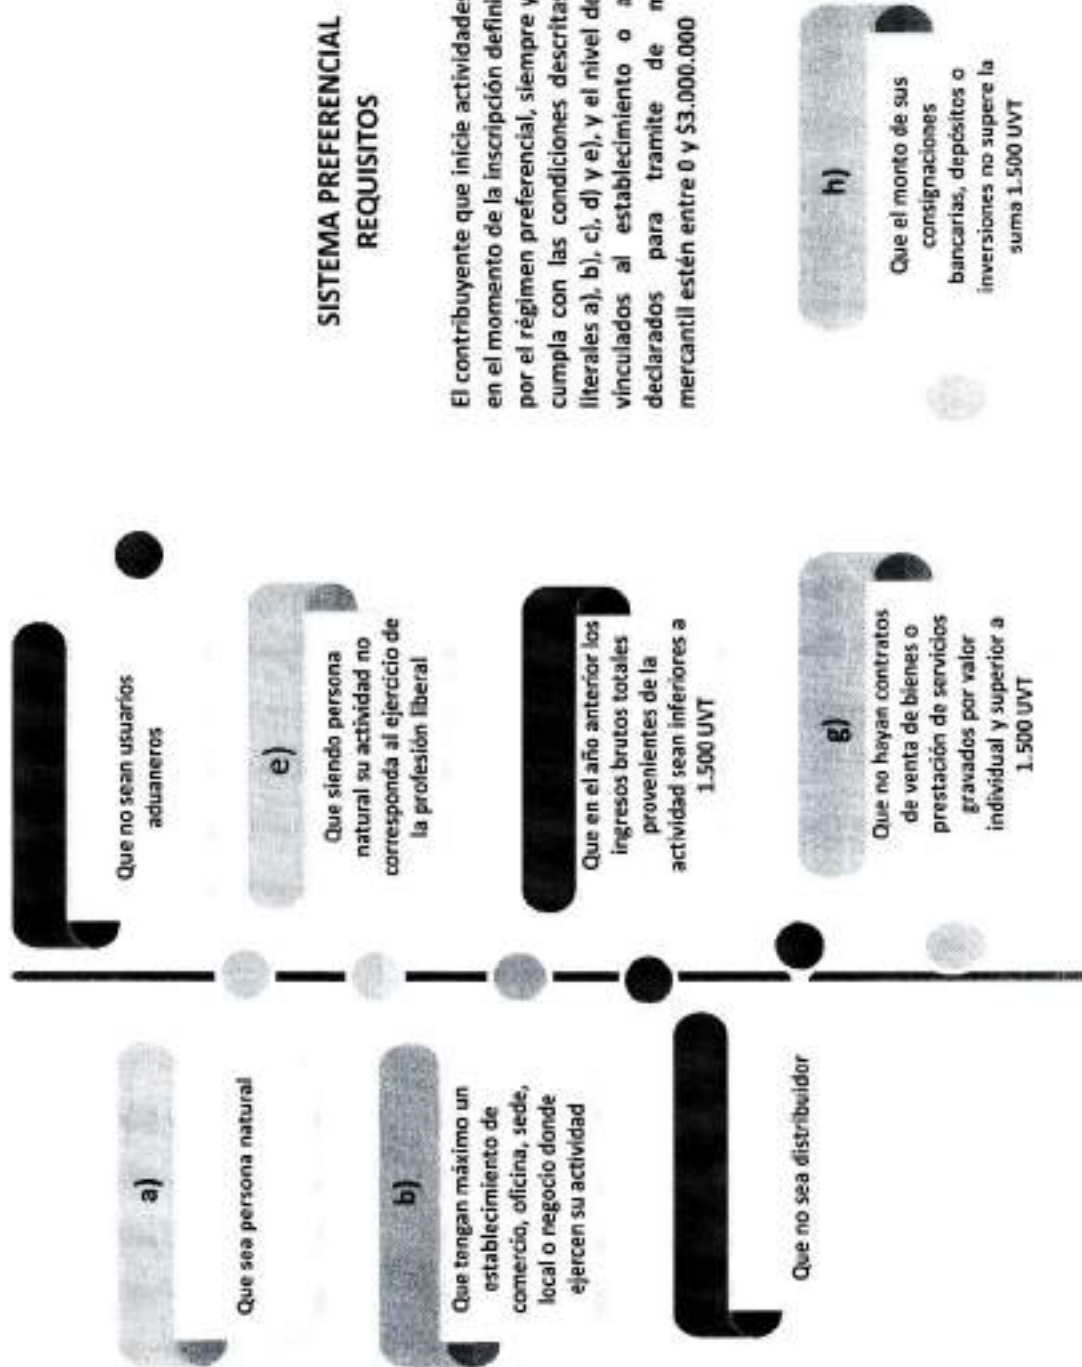 SISTEMA PREFERENCIAL
REQUISITOS
a)
Que sea persona natural
b)
Que tengan máximo un
establecimiento de
comercio, oficina, sede,
local o negocio donde
ejercen su actividad
Que no sea distribuidor
Que no sean usuarios
aduaneros
e)
Que siendo persona
natural su actividad no
corresponda al ejercicio de
la profesión liberal
Que en el año anterior los
ingresos brutos totales
provenientes de la
actividad sean inferiores a
1.500 UVT
g)
Que no hayan contratos
de venta de bienes o
prestación de servicios
gravados por valor
individual y superior a
1.500 UVT
El contribuyente que inicie actividades
en el momento de la inscripción
por el régimen preferencial, siempre
cumpla con las condiciones descritas
literales a), b), c), d) y e), y el nivel
vinculados al establecimiento o
declarados para tramite de
mercantil estén entre 0 y $3.000.000
h)
Que el monto de sus
consignaciones
bancarias, depósitos o
inversiones no supere la
suma 1.500 UVT